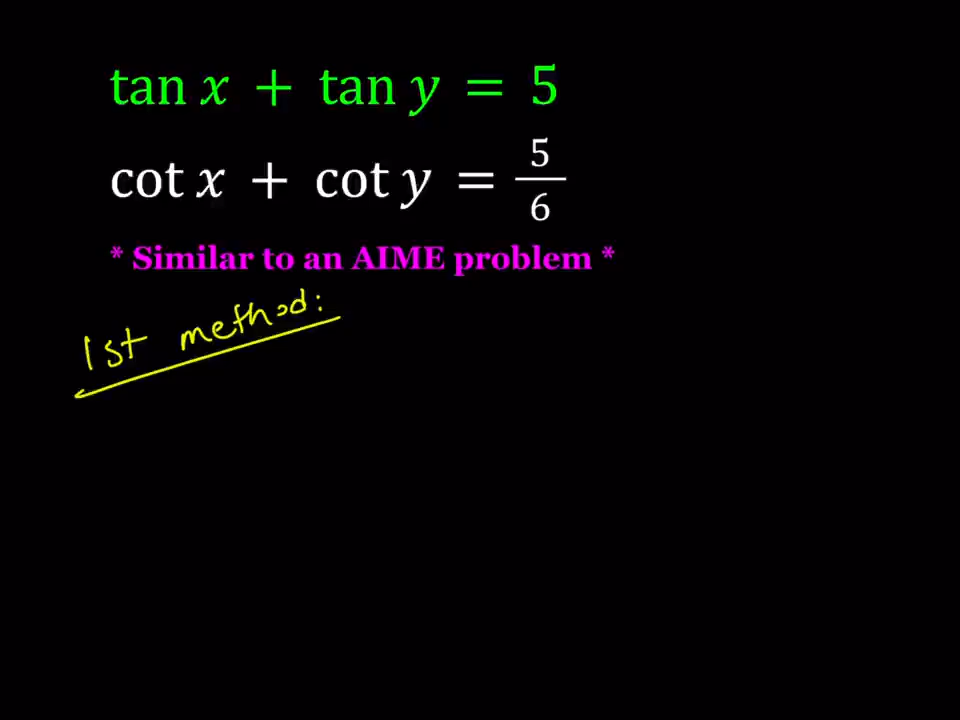 tan x + tan y = 5
cot x + cot y = 5/6
* Similar to an AIME problem *
1st method: